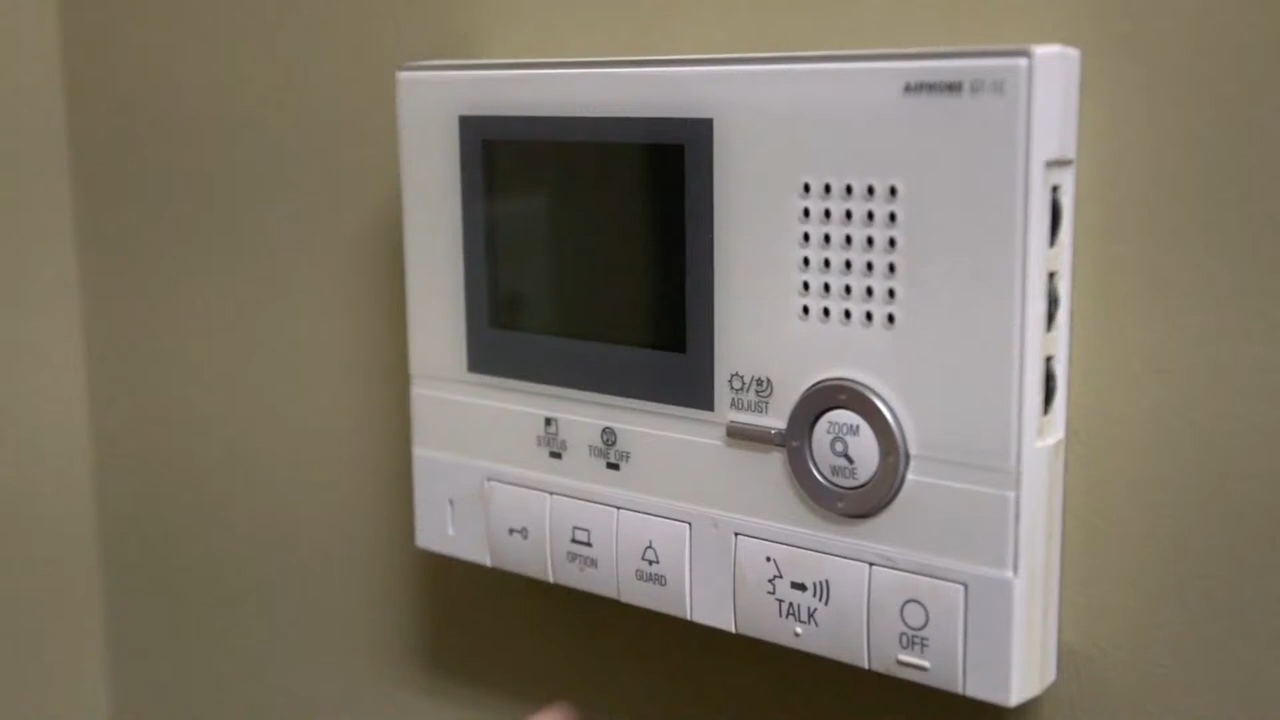 AIPHONE
ADJUST
ZOOM
WIDE
STATUS
TONE OFF
OPTION
GUARD
TALK
OFF